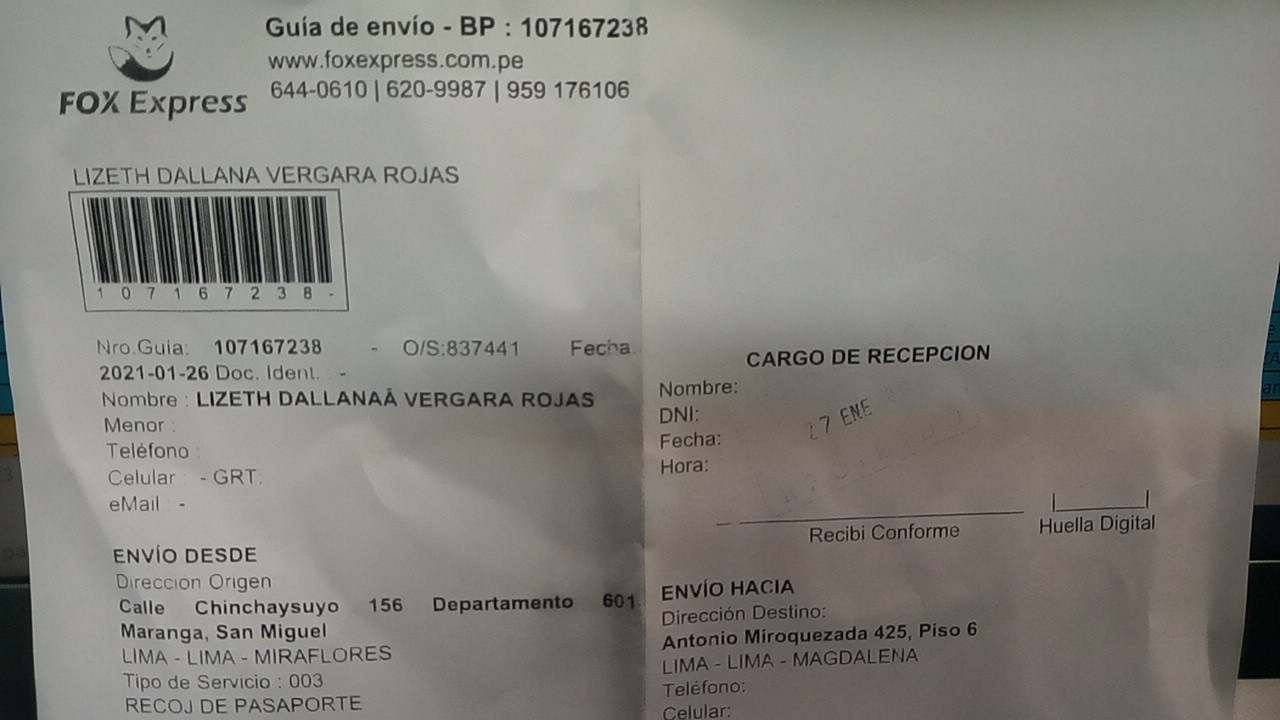 Guía de envío - BP : 107167238
www.foxexpress.com.pe
644-0610 | 620-9987 | 959 176106
FOX Express
LIZETH DALLANA VERGARA ROJAS
107167238-
Nro.Guia: 107167238 - O/S:837441 Fecha
2021-01-26 Doc. Ident. -
Nombre : LIZETH DALLANAÂ VERGARA ROJAS
Menor :
Teléfono
Celular : - GRT.
eMail -
ENVÍO DESDE
Dirección Origen
Calle Chinchaysuyo 156 Departamento 601
Maranga, San Miguel
LIMA - LIMA - MIRAFLORES
Tipo de Servicio : 003
RECOJ DE PASAPORTE
CARGO DE RECEPCION
Nombre:
DNI:
27 ENE
Fecha:
Hora:
Recibi Conforme
Huella Digital
ENVÍO HACIA
Dirección Destino:
Antonio Miroquezada 425, Piso 6
LIMA - LIMA - MAGDALENA
Teléfono:
Celular: